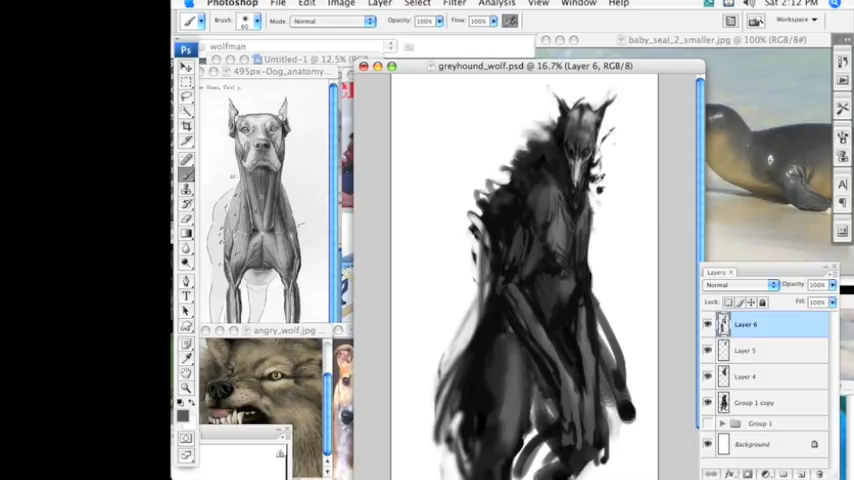 Photoshop File Edit Image Layer Select Filter Analysis View Window Help Sat 2:12 PM
Brush: 60 Mode: Normal Opacity: 100% Flow: 100% Workspace
wolfman
baby_seal_2_smaller.jpg @ 100% (RGB/8#)
Untitled-1 @ 12.5% (RGB
greyhound_wolf.psd @ 16.7% (Layer 6, RGB/8)
495px-Dog_anatomy
Ps
Layers
Normal Opacity: 100%
Lock: Fill: 100%
Layer 6
angry_wolf.jpg
Layer 5
Layer 4
Group 1 copy
Group 1
Background